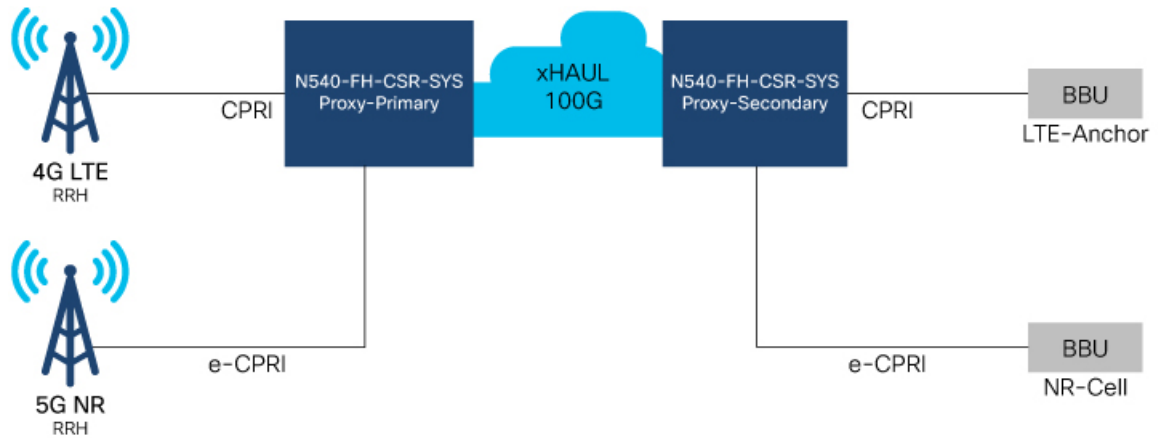 N540-FH-CSR-SYS
Proxy-Primary
xHAUL
100G
N540-FH-CSR-SYS
Proxy-Secondary
CPRI
CPRI
BBU
LTE-Anchor
4G LTE
RRH
e-CPRI
e-CPRI
BBU
NR-Cell
5G NR
RRH